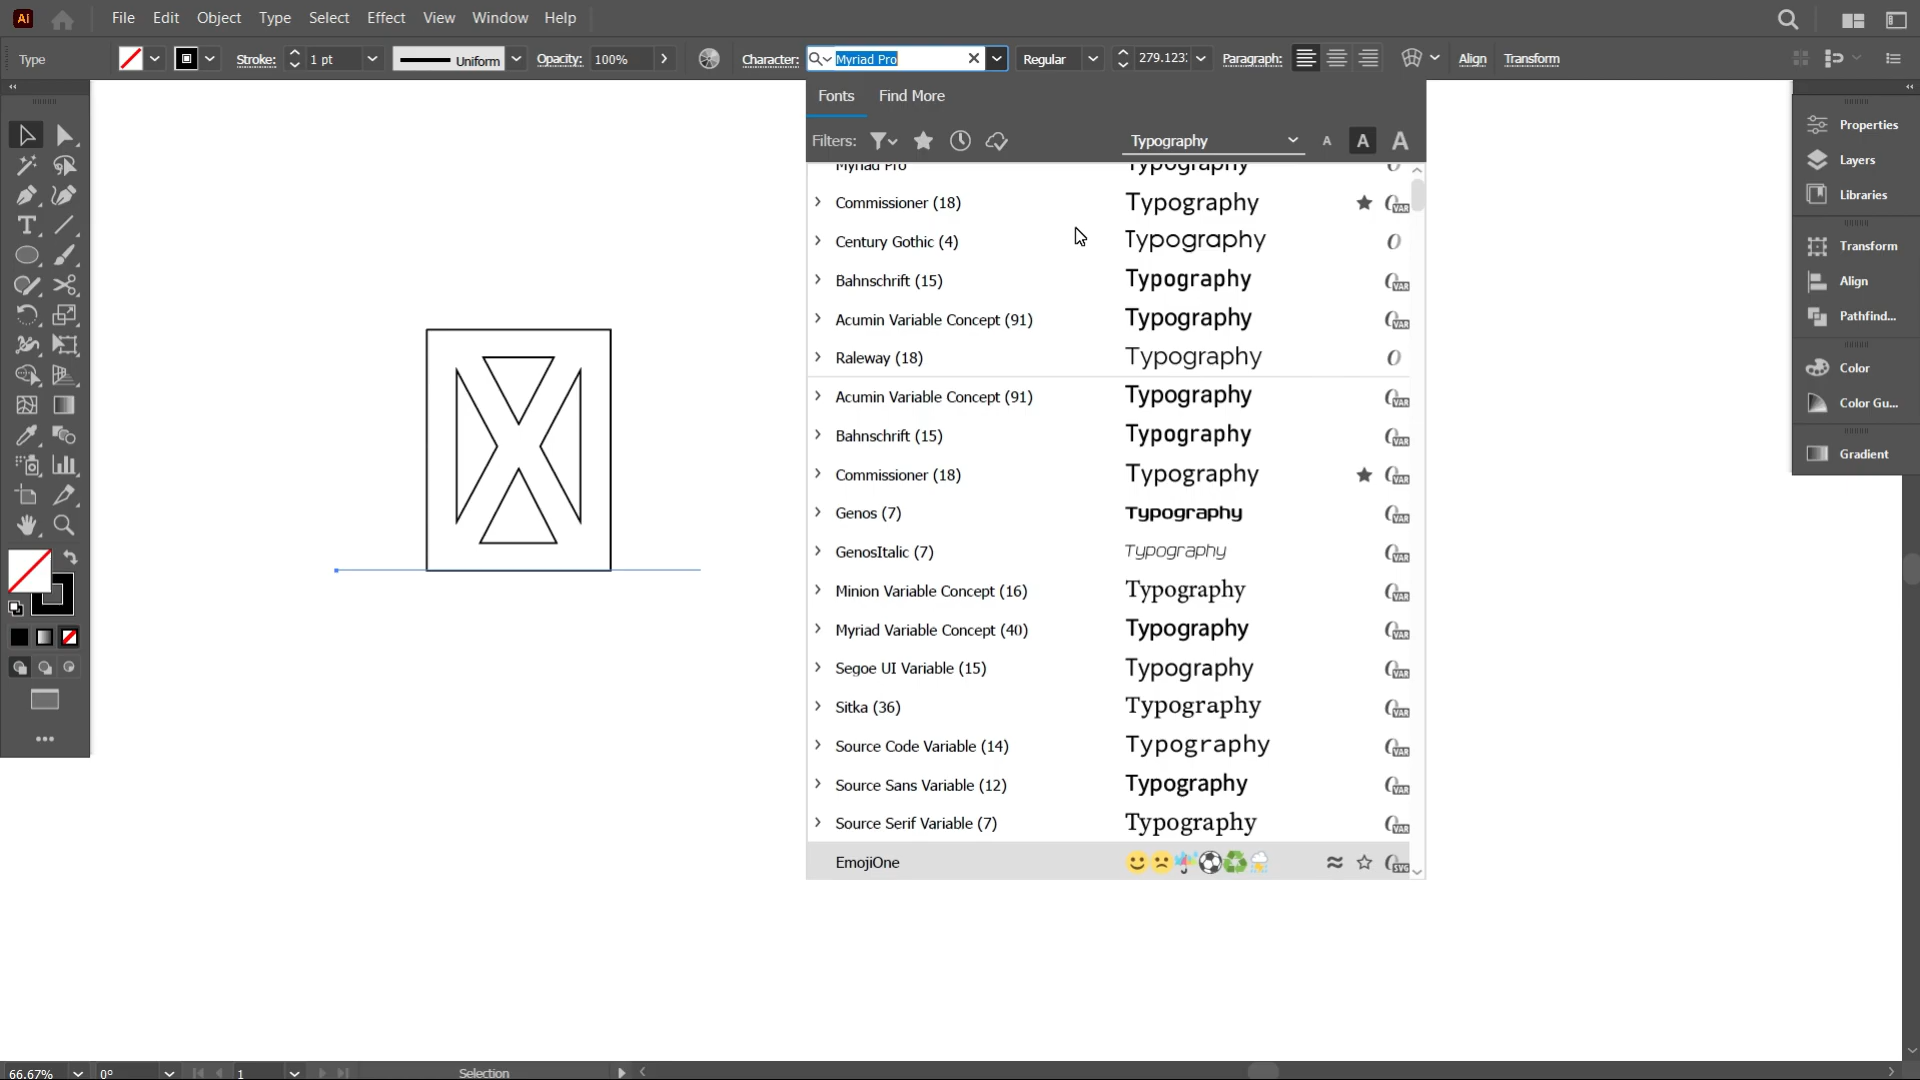 Ai File Edit Object Type Select Effect View Window Help
Type Stroke: 1 pt Uniform Opacity: 100% Character: Myriad Pro Regular 279.123 Paragraph: Align Transform
Fonts Find More
Filters: Typography A A A
Myriad Pro Typography
Commissioner (18) Typography
Century Gothic (4) Typography
Bahnschrift (15) Typography
Acumin Variable Concept (91) Typography
Raleway (18) Typography
Acumin Variable Concept (91) Typography
Bahnschrift (15) Typography
Commissioner (18) Typography
Genos (7) Typography
GenosItalic (7) Typography
Minion Variable Concept (16) Typography
Myriad Variable Concept (40) Typography
Segoe UI Variable (15) Typography
Sitka (36) Typography
Source Code Variable (14) Typography
Source Sans Variable (12) Typography
Source Serif Variable (7) Typography
EmojiOne
Properties
Layers
Libraries
Transform
Align
Pathfind...
Color
Color Gu...
Gradient
66.67% 0° 1 Selection